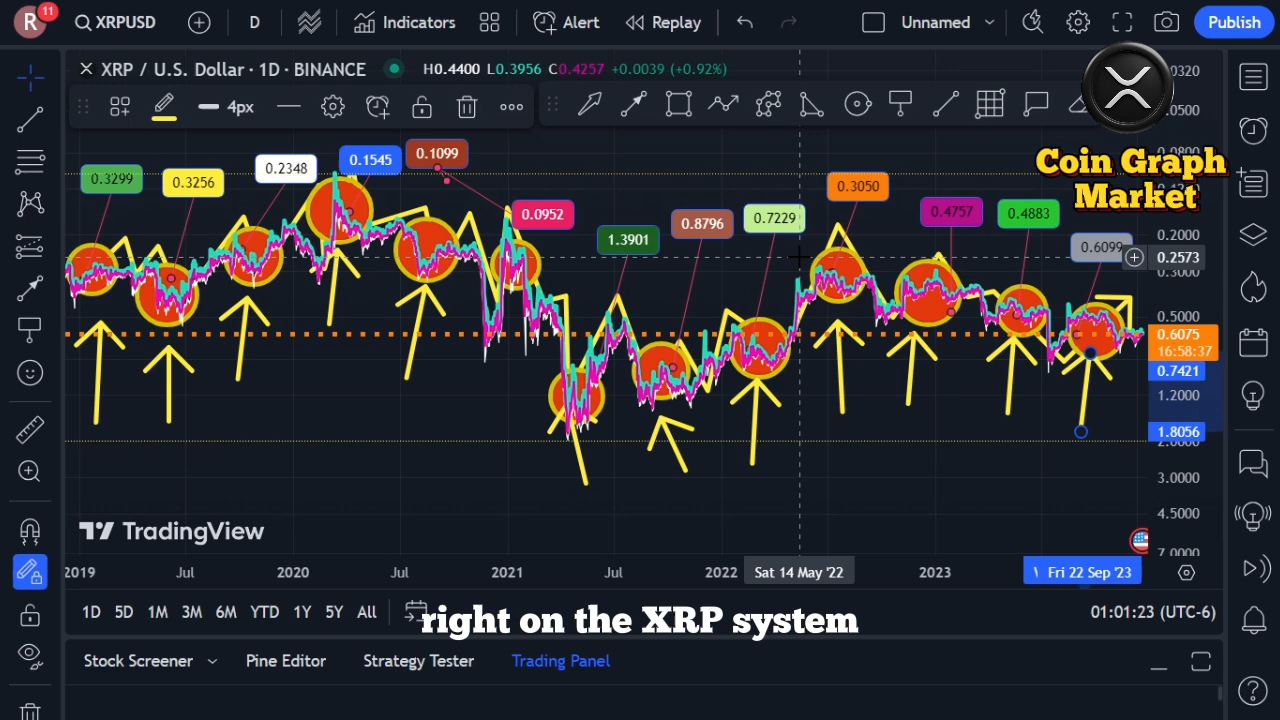 R
11
XRPUSD
D
Indicators
Alert
Replay
Unnamed
Publish
XRP / U.S. Dollar · 1D · BINANCE
H0.4400 L0.3956 C0.4257 +0.0039 (+0.92%)
4px
Coin Graph
Market
0.3299
0.3256
0.2348
0.1545
0.1099
0.0952
1.3901
0.8796
0.7229
0.3050
0.4757
0.4883
0.6099
0.0800
0.2000
0.2573
0.3000
0.5000
0.6075
16:58:37
0.7421
1.2000
1.8056
2.0000
3.0000
4.5000
7.0000
TradingView
2019
Jul
2020
Jul
2021
Jul
2022
Sat 14 May '22
2023
Fri 22 Sep '23
1D 5D 1M 3M 6M YTD 1Y 5Y All
01:01:23 (UTC-6)
right on the XRP system
Stock Screener
Pine Editor
Strategy Tester
Trading Panel